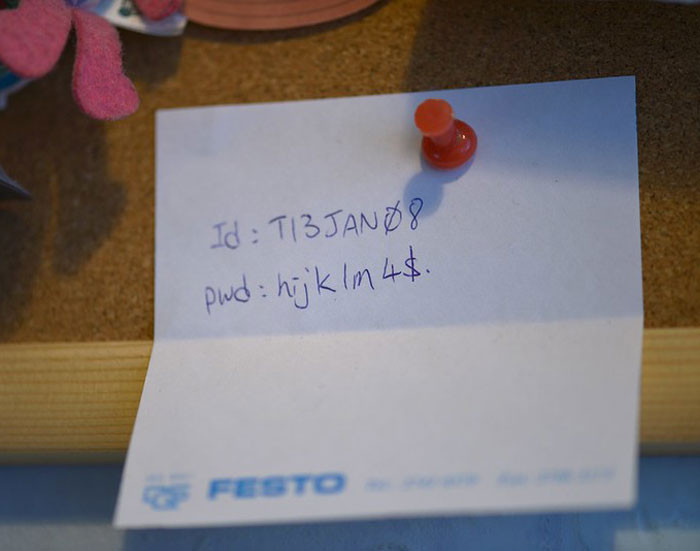 Id: T13JANØ8
pwd: hijklm4$.
FESTO